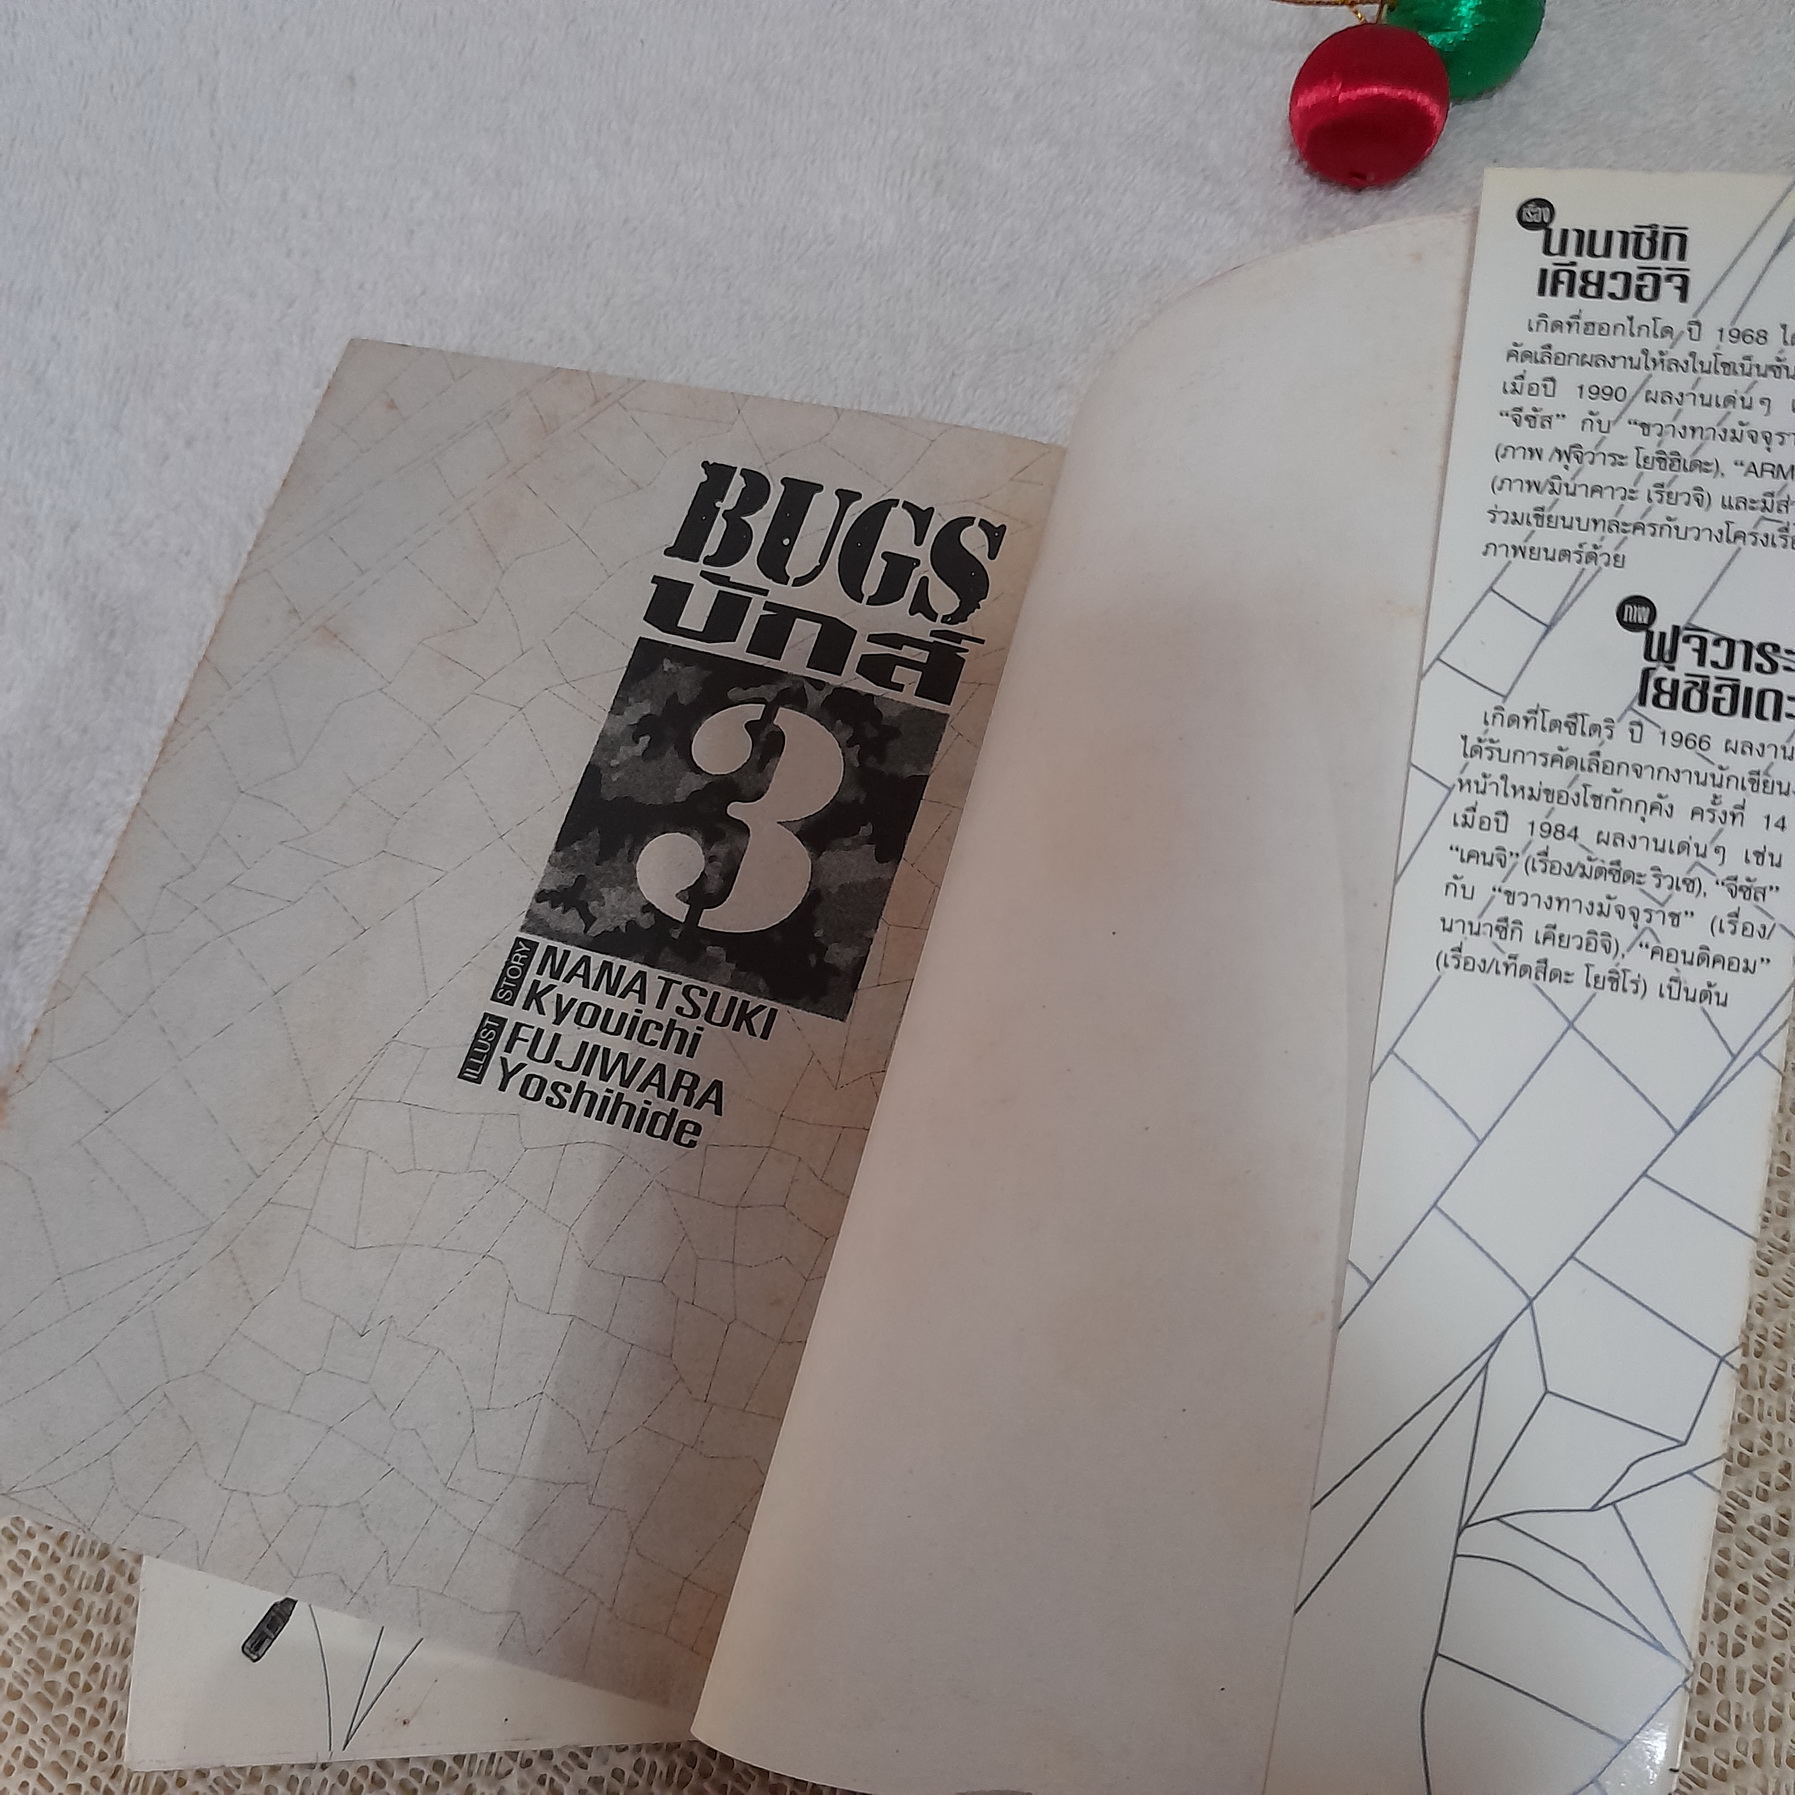 BUGS
บักส์
3
STORY
NANATSUKI
Kyouichi
ILLUST
FUJIWARA
Yoshihide
เรื่อง
นานาซึกิ
เคียวอิจิ
เกิดที่ฮอกไกโด ปี 1968
คัดเลือกผลงานให้ลงในโชเน็นซัน
เมื่อปี 1990 ผลงานเด่นๆ
“จีซัส” กับ “ขวางทางมัจจุรา
(ภาพ/ฟุจิวาระ โยชิฮิเดะ), “ARM
(ภาพ/มินาคาวะ เรียวจิ) และมีส่
ร่วมเขียนบทละครกับวางโครงเรื่อ
ภาพยนตร์ด้วย
ภาพ
ฟุจิวาระ
โยชิฮิเดะ
เกิดที่โตชึโตริ ปี 1966 ผลงาน
ได้รับการคัดเลือกจากงานนักเขียน
หน้าใหม่ของโชกักกุคัง ครั้งที่ 14
เมื่อปี 1984 ผลงานเด่นๆ เช่น
“เคนจิ” (เรื่อง/มัตซึดะ ริวเซ), “จีซัส”
กับ “ขวางทางมัจจุราช” (เรื่อง/
นานาซึกิ เคียวอิจิ), “คอนดิคอม”
(เรื่อง/เท็ดสึดะ โยชิโร่) เป็นต้น